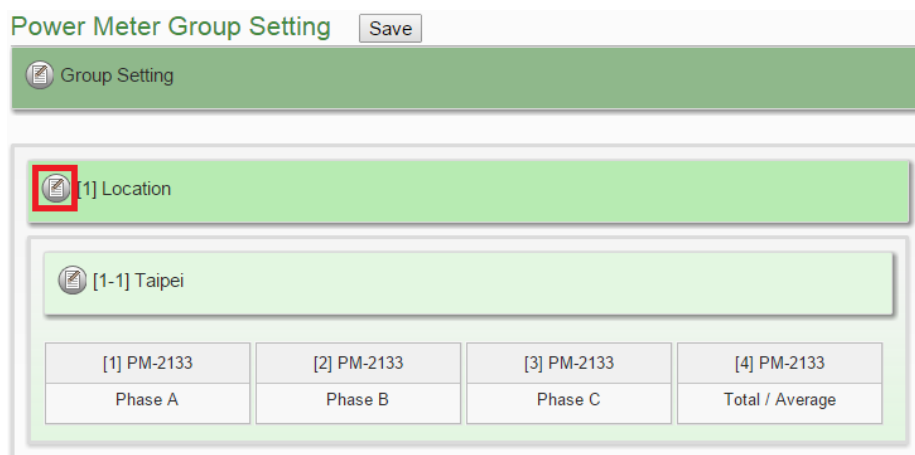 Power Meter Group Setting Save
Group Setting
[1] Location
[1-1] Taipei
[1] PM-2133 [2] PM-2133 [3] PM-2133 [4] PM-2133
Phase A Phase B Phase C Total / Average